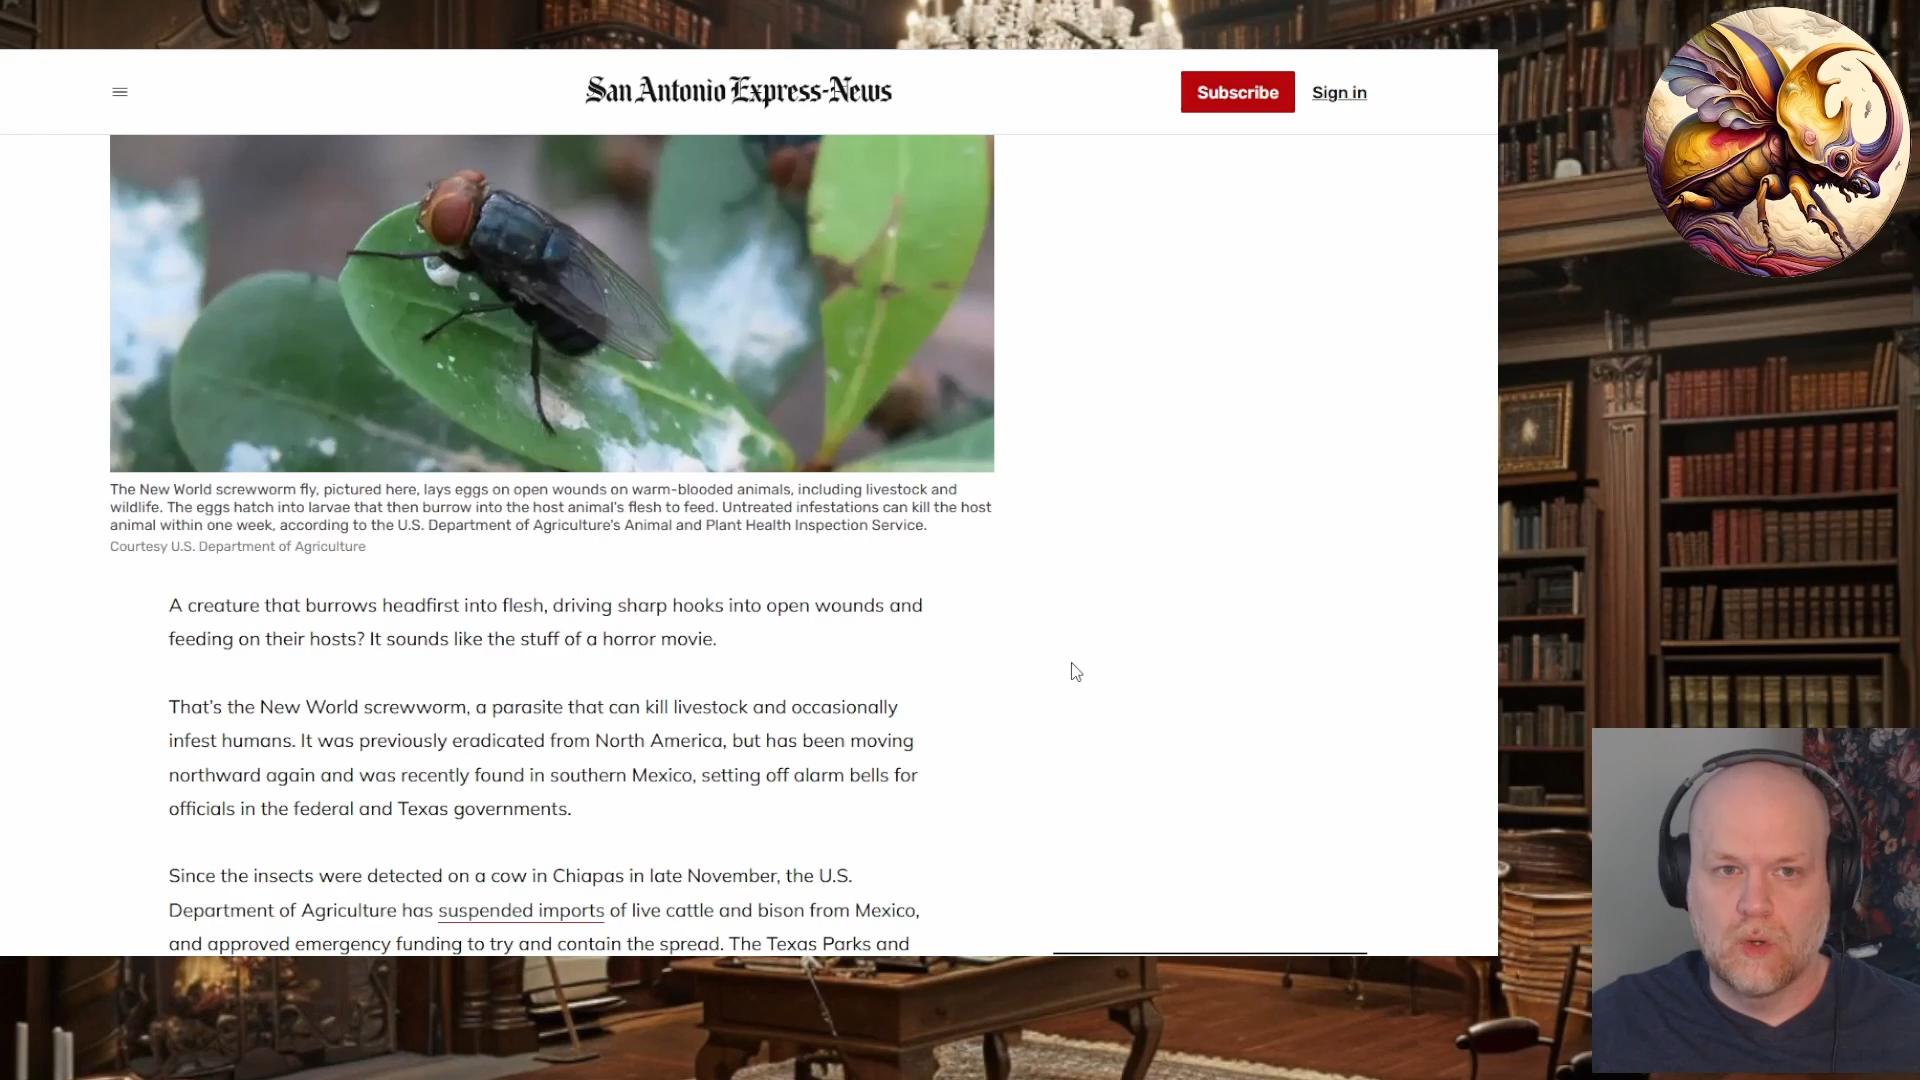 San Antonio Express-News
Subscribe
Sign in
The New World screwworm fly, pictured here, lays eggs on open wounds on warm-blooded animals, including livestock and
wildlife. The eggs hatch into larvae that then burrow into the host animal's flesh to feed. Untreated infestations can kill the host
animal within one week, according to the U.S. Department of Agriculture's Animal and Plant Health Inspection Service.
Courtesy U.S. Department of Agriculture
A creature that burrows headfirst into flesh, driving sharp hooks into open wounds and
feeding on their hosts? It sounds like the stuff of a horror movie.
That’s the New World screwworm, a parasite that can kill livestock and occasionally
infest humans. It was previously eradicated from North America, but has been moving
northward again and was recently found in southern Mexico, setting off alarm bells for
officials in the federal and Texas governments.
Since the insects were detected on a cow in Chiapas in late November, the U.S.
Department of Agriculture has suspended imports of live cattle and bison from Mexico,
and approved emergency funding to try and contain the spread. The Texas Parks and